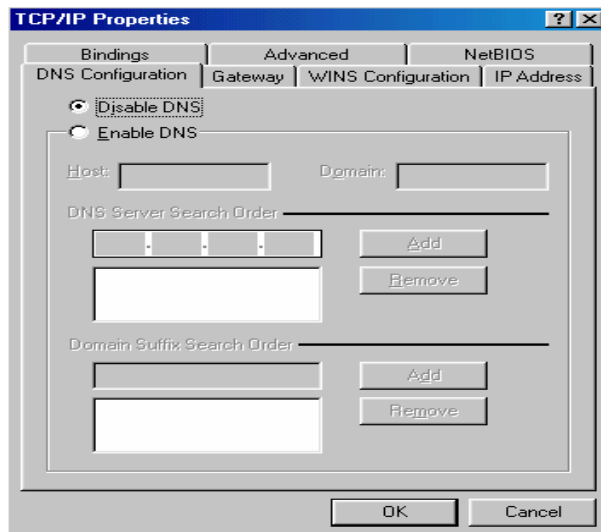 TCP/IP Properties
Bindings Advanced NetBIOS
DNS Configuration Gateway WINS Configuration IP Address
Disable DNS
Enable DNS
Host: Domain:
DNS Server Search Order
Add
Remove
Domain Suffix Search Order
Add
Remove
OK Cancel